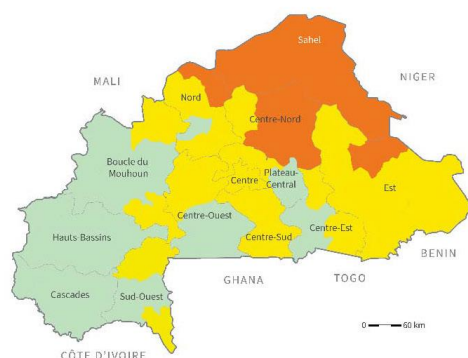 Sahel
MALI
NIGER
Nord
Centre-Nord
Boucle du
Mouhoun
Plateau-
Central
Centre
Est
Centre-Ouest
Hauts-Bassins
Centre-Est
Centre-Sud
BENIN
GHANA
TOGO
Cascades
Sud-Ouest
0 60 km
CÔTE D'IVOIRE